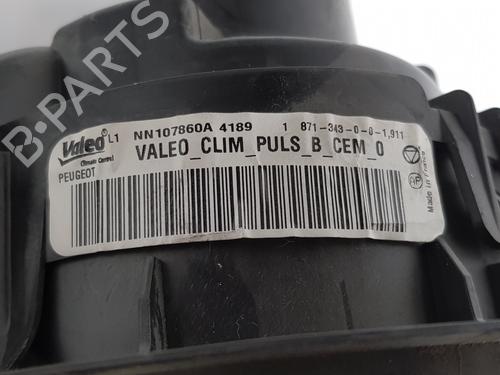 Valeo L1 NN107860A 4189 1 871-343-0-0-1,911
Climate Control VALEO_CLIM_PULS_B_CEM_0
PEUGEOT
Made in France
B-PARTS